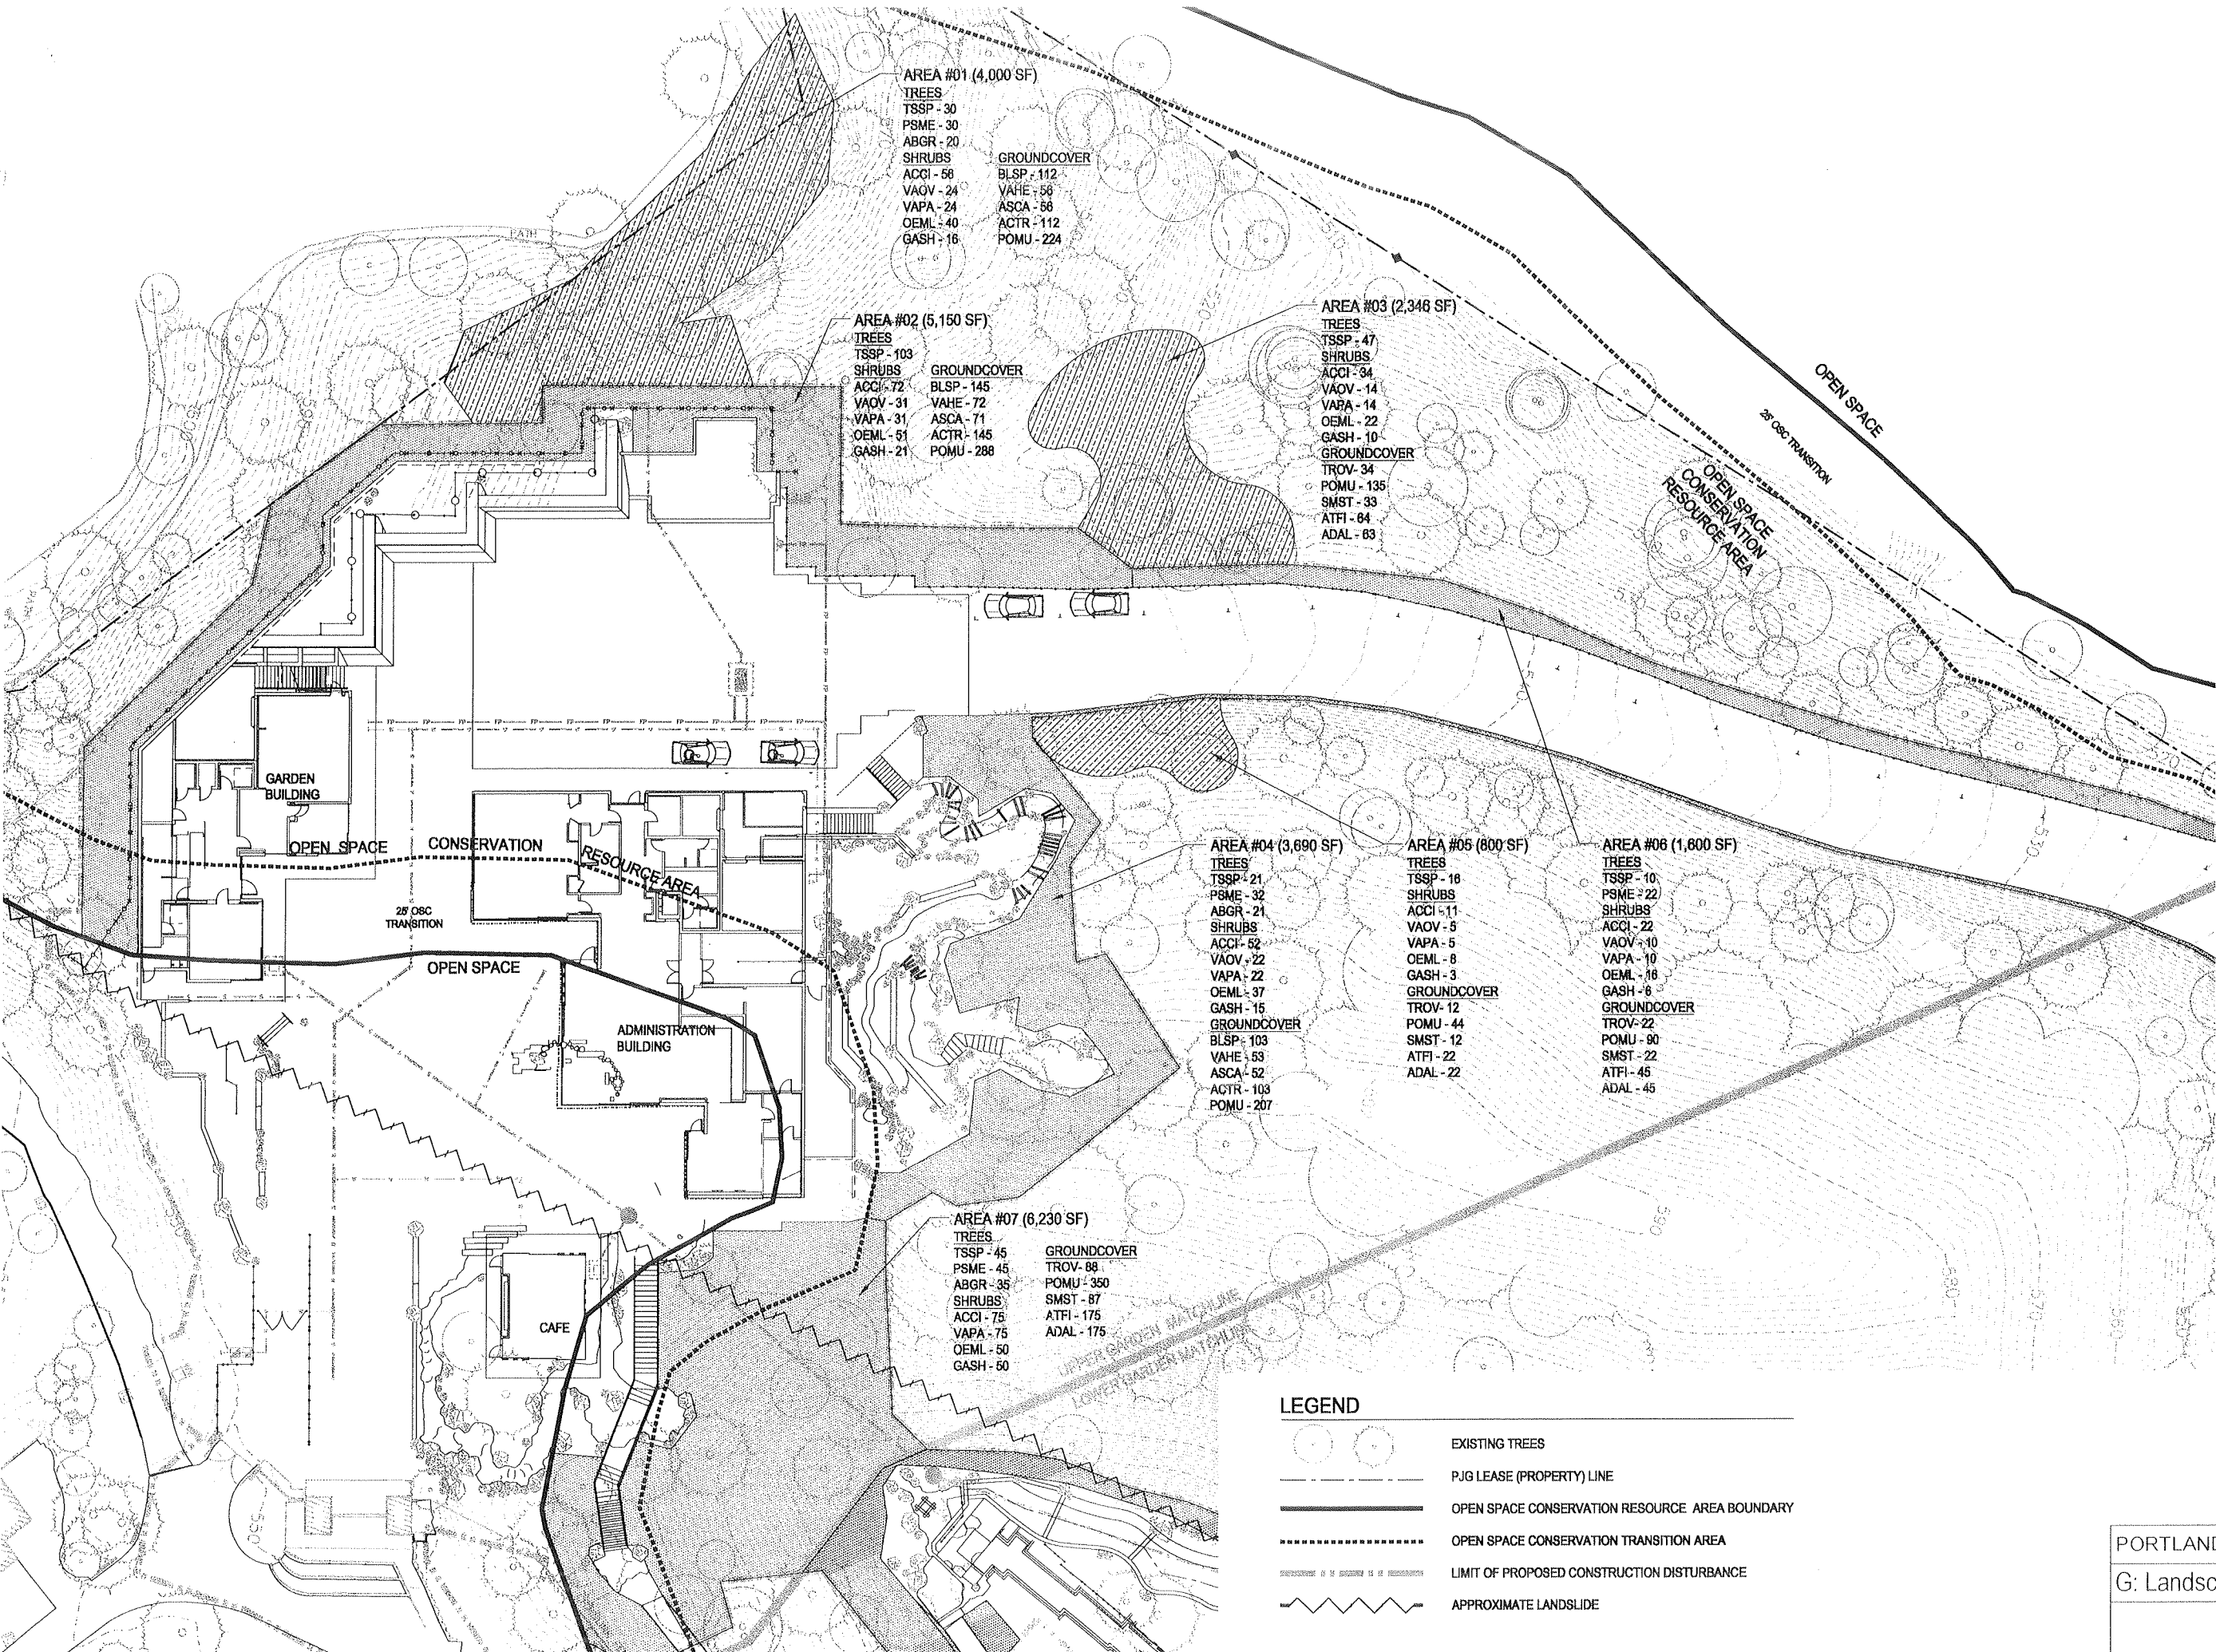 AREA #01 (4,000 SF)
TREES
TSSP - 30
PSME - 30
ABGR - 20
SHRUBS
ACCI - 56
VAOV - 24
VAPA - 24
OEML - 40
GASH - 16
GROUNDCOVER
BLSP - 112
VAHE - 56
ASCA - 56
ACTR - 112
POMU - 224
PATH
AREA #02 (5,150 SF)
TREES
TSSP - 103
SHRUBS
ACCI - 72
VAOV - 31
VAPA - 31
OEML - 51
GASH - 21
GROUNDCOVER
BLSP - 145
VAHE - 72
ASCA - 71
ACTR - 145
POMU - 288
AREA #03 (2,346 SF)
TREES
TSSP - 47
SHRUBS
ACCI - 34
VAOV - 14
VAPA - 14
OEML - 22
GASH - 10
GROUNDCOVER
TROV- 34
POMU - 135
SMST - 33
ATFI - 64
ADAL - 63
OPEN SPACE
25' OSC TRANSITION
OPEN SPACE
CONSERVATION
RESOURCE AREA
GARDEN
BUILDING
OPEN SPACE CONSERVATION RESOURCE AREA
25' OSC
TRANSITION
OPEN SPACE
ADMINISTRATION
BUILDING
CAFE
AREA #04 (3,690 SF)
TREES
TSSP - 21
PSME - 32
ABGR - 21
SHRUBS
ACCI - 52
VAOV - 22
VAPA - 22
OEML - 37
GASH - 15
GROUNDCOVER
BLSP - 103
VAHE - 53
ASCA - 52
ACTR - 103
POMU - 207
AREA #05 (800 SF)
TREES
TSSP - 16
SHRUBS
ACCI - 11
VAOV - 5
VAPA - 5
OEML - 8
GASH - 3
GROUNDCOVER
TROV- 12
POMU - 44
SMST - 12
ATFI - 22
ADAL - 22
AREA #06 (1,600 SF)
TREES
TSSP - 10
PSME - 22
SHRUBS
ACCI - 22
VAOV - 10
VAPA - 10
OEML - 16
GASH - 6
GROUNDCOVER
TROV- 22
POMU - 90
SMST - 22
ATFI - 45
ADAL - 45
AREA #07 (6,230 SF)
TREES
TSSP - 45
PSME - 45
ABGR - 35
SHRUBS
ACCI - 75
VAPA - 75
OEML - 50
GASH - 50
GROUNDCOVER
TROV- 88
POMU - 350
SMST - 87
ATFI - 175
ADAL - 175
UPPER GARDEN MATCHLINE
LOWER GARDEN MATCHLINE
590
580
570
560
550
530
LEGEND
EXISTING TREES
PJG LEASE (PROPERTY) LINE
OPEN SPACE CONSERVATION RESOURCE AREA BOUNDARY
OPEN SPACE CONSERVATION TRANSITION AREA
LIMIT OF PROPOSED CONSTRUCTION DISTURBANCE
APPROXIMATE LANDSLIDE
PORTLAND
G: Landsc